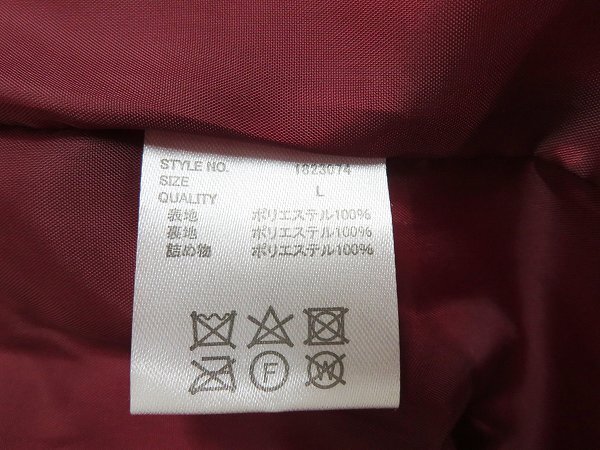 STYLE NO. 1823074
SIZE L
QUALITY
表地 ポリエステル100%
裏地 ポリエステル100%
詰め物 ポリエステル100%
F
W